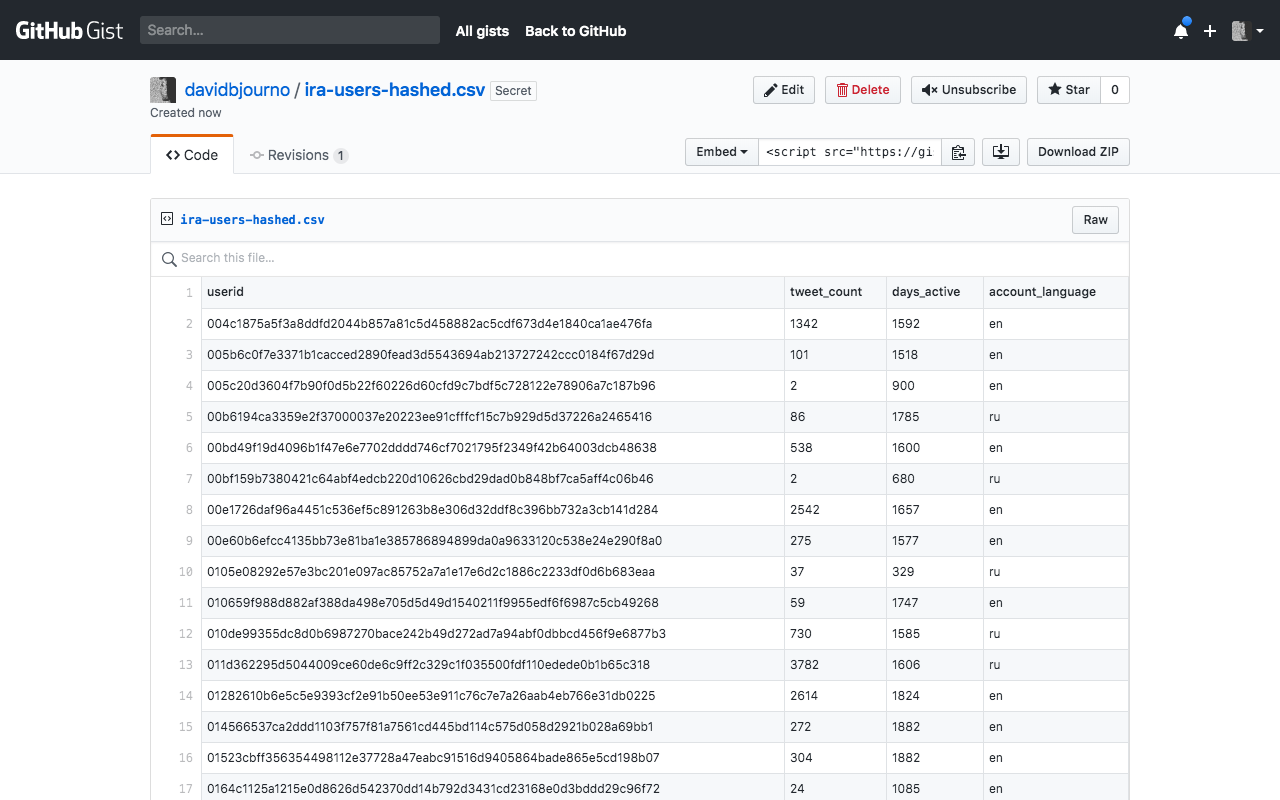 GitHub Gist Search... All gists Back to GitHub
davidbjourno / ira-users-hashed.csv Secret Edit Delete Unsubscribe Star 0
Created now
Code Revisions 1 Embed <script src="https://gi Download ZIP
ira-users-hashed.csv Raw
Search this file...
1 userid tweet_count days_active account_language
2 004c1875a5f3a8ddfd2044b857a81c5d458882ac5cdf673d4e1840ca1ae476fa 1342 1592 en
3 005b6c0f7e3371b1cacced2890fead3d5543694ab213727242ccc0184f67d29d 101 1518 en
4 005c20d3604f7b90f0d5b22f60226d60cfd9c7bdf5c728122e78906a7c187b96 2 900 en
5 00b6194ca3359e2f37000037e20223ee91cfffcf15c7b929d5d37226a2465416 86 1785 ru
6 00bd49f19d4096b1f47e6e7702dddd746cf7021795f2349f42b64003dcb48638 538 1600 en
7 00bf159b7380421c64abf4edcb220d10626cbd29dad0b848bf7ca5aff4c06b46 2 680 ru
8 00e1726daf96a4451c536ef5c891263b8e306d32ddf8c396bb732a3cb141d284 2542 1657 en
9 00e60b6efcc4135bb73e81ba1e385786894899da0a9633120c538e24e290f8a0 275 1577 en
10 0105e08292e57e3bc201e097ac85752a7a1e17e6d2c1886c2233df0d6b683eaa 37 329 ru
11 010659f988d882af388da498e705d5d49d1540211f9955edf6f6987c5cb49268 59 1747 en
12 010de99355dc8d0b6987270bace242b49d272ad7a94abf0dbbcd456f9e6877b3 730 1585 ru
13 011d362295d5044009ce60de6c9ff2c329c1f035500fdf110edede0b1b65c318 3782 1606 ru
14 01282610b6e5c5e9393cf2e91b50ee53e911c76c7e7a26aab4eb766e31db0225 2614 1824 en
15 014566537ca2ddd1103f757f81a7561cd445bd114c575d058d2921b028a69bb1 272 1882 en
16 01523cbff356354498112e37728a47eabc91516d9405864bade865e5cd198b07 304 1882 en
17 0164c1125a1215e0d8626d542370dd14b792d3431cd23168e0d3bddd29c96f72 24 1085 en